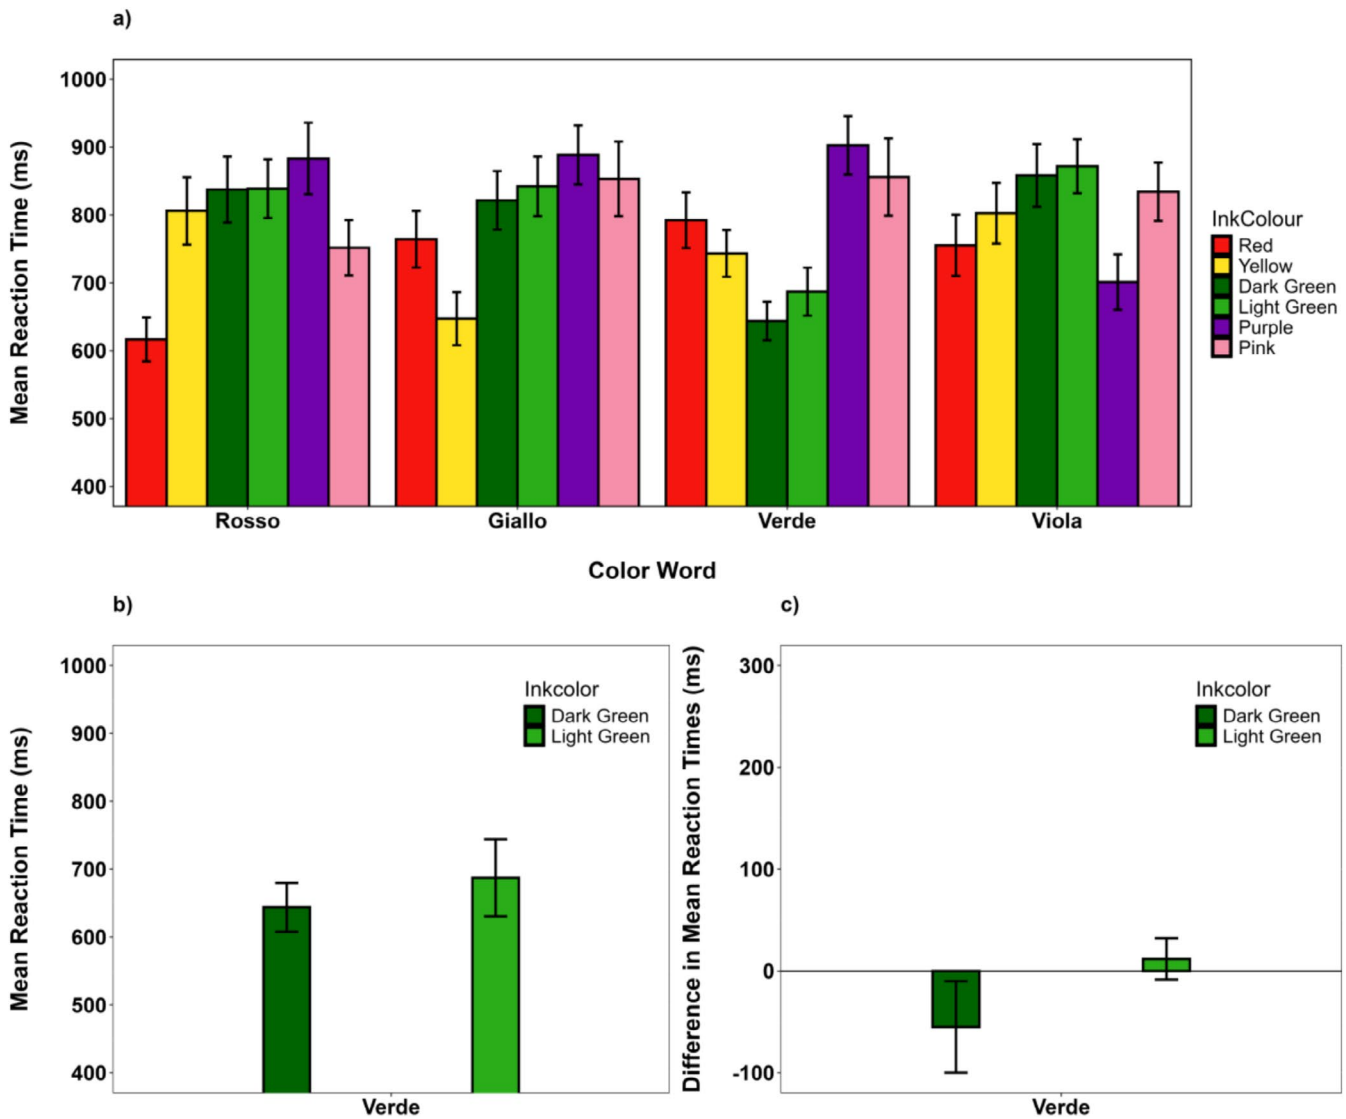 a)
Mean Reaction Time (ms)
1000
900
800
700
600
500
400
Rosso Giallo Verde Viola
Color Word
InkColour
Red
Yellow
Dark Green
Light Green
Purple
Pink
b)
Mean Reaction Time (ms)
1000
900
800
700
600
500
400
Inkcolor
Dark Green
Light Green
Verde
c)
Difference in Mean Reaction Times (ms)
300
200
100
0
-100
Inkcolor
Dark Green
Light Green
Verde